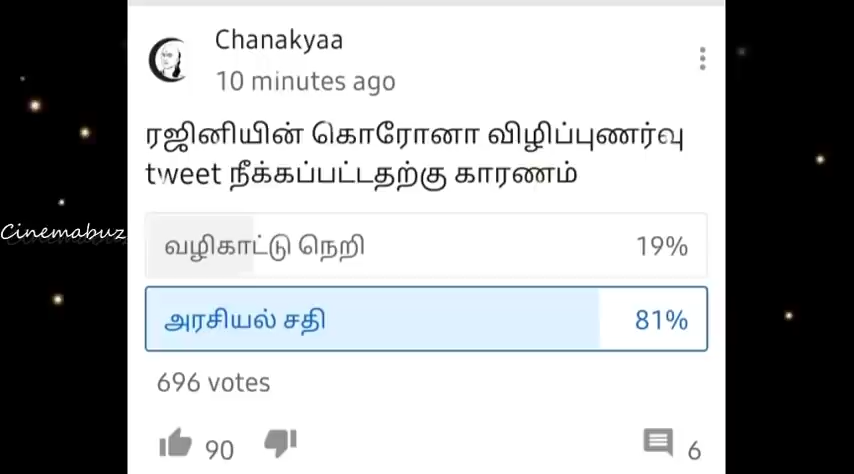 Chanakyaa
10 minutes ago
ரஜினியின் கொரோனா விழிப்புணர்வு
tweet நீக்கப்பட்டதற்கு காரணம்
Cinemabuz
வழிகாட்டு நெறி 19%
அரசியல் சதி 81%
696 votes
90 6